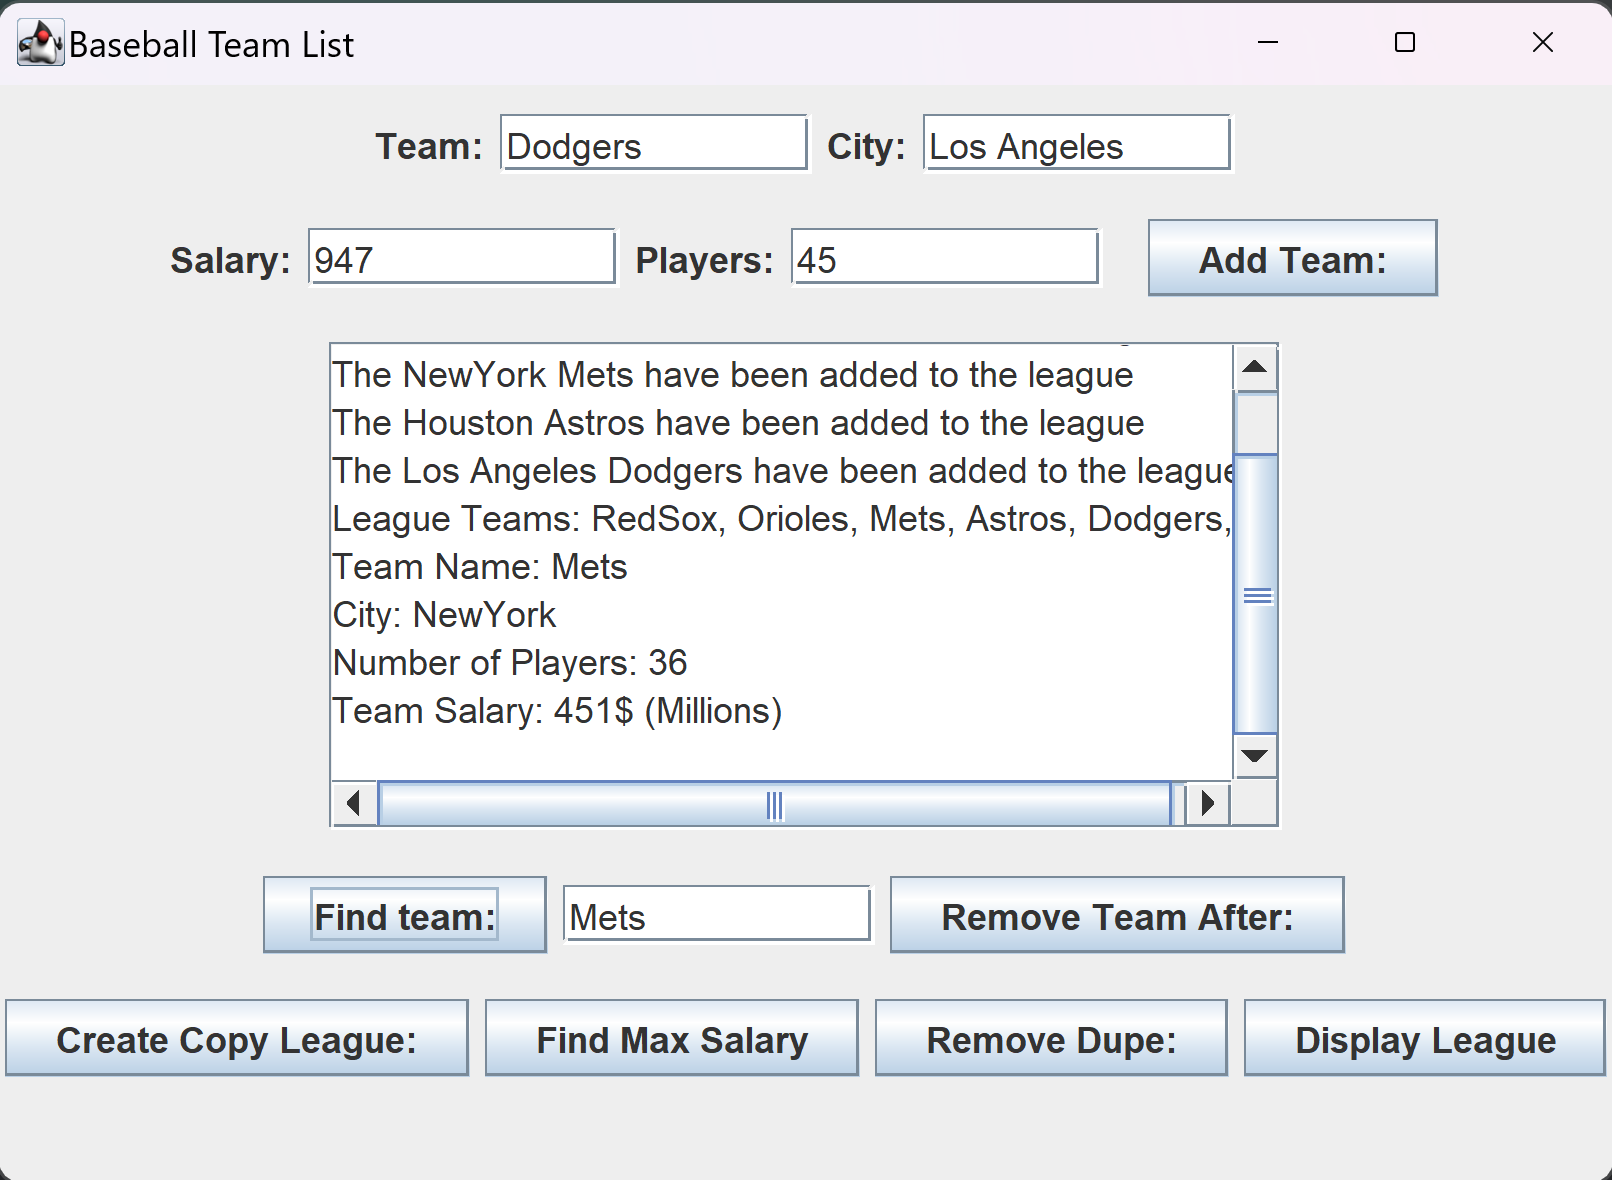 Baseball Team List
Team: Dodgers City: Los Angeles
Salary: 947 Players: 45 Add Team:
The NewYork Mets have been added to the league
The Houston Astros have been added to the league
The Los Angeles Dodgers have been added to the league
League Teams: RedSox, Orioles, Mets, Astros, Dodgers,
Team Name: Mets
City: NewYork
Number of Players: 36
Team Salary: 451$ (Millions)
Find team: Mets Remove Team After:
Create Copy League: Find Max Salary Remove Dupe: Display League